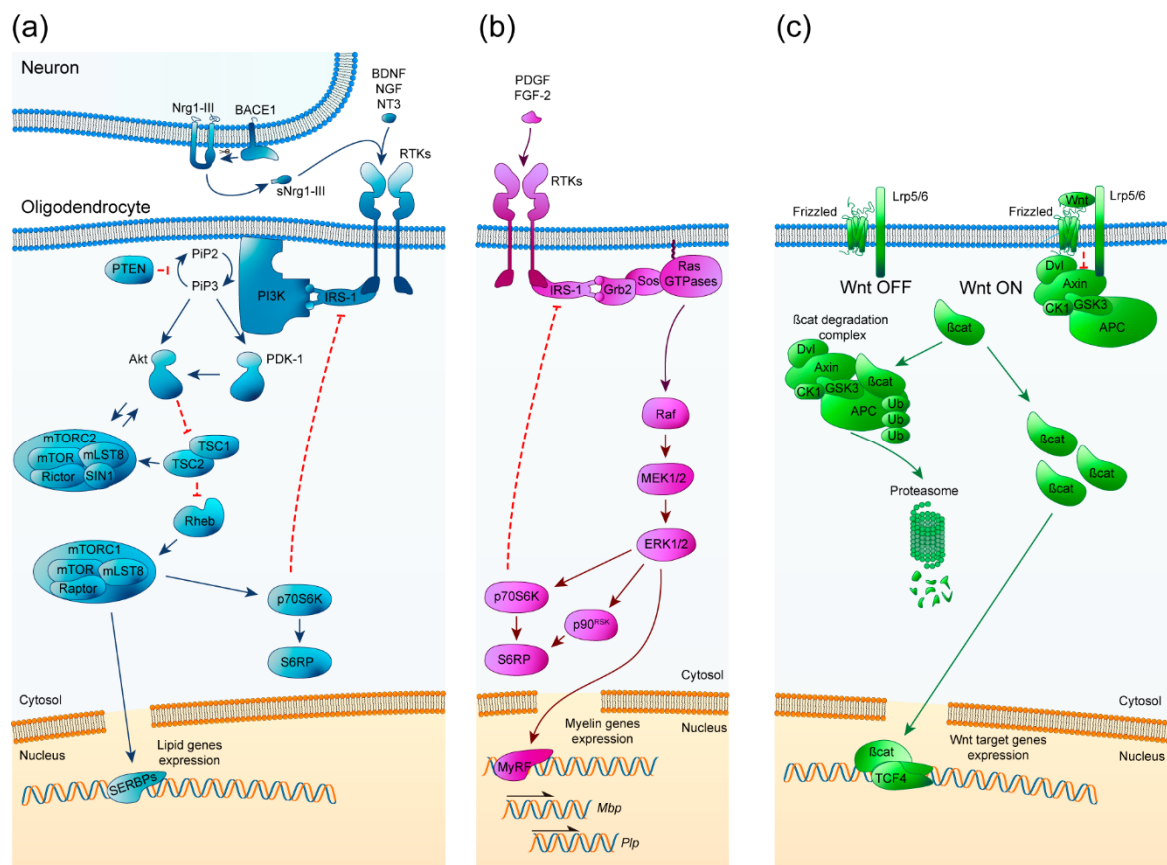 (a)
Neuron
Nrg1-III
BACE1
BDNF
NGF
NT3
sNrg1-III
RTKs
Oligodendrocyte
PTEN
PiP2
PiP3
PI3K
IRS-1
Akt
PDK-1
mTORC2
mTOR
mLST8
Rictor
SIN1
TSC1
TSC2
Rheb
mTORC1
mTOR
mLST8
Raptor
p70S6K
S6RP
Cytosol
Nucleus
Lipid genes
expression
SERBPs
(b)
PDGF
FGF-2
RTKs
IRS-1
Grb2
Sos
Ras
GTPases
Raf
MEK1/2
ERK1/2
p70S6K
p90RSK
S6RP
Cytosol
Nucleus
Myelin genes
expression
MyRF
Mbp
Plp
(c)
Frizzled
Lrp5/6
Frizzled
Wnt
Lrp5/6
Wnt OFF
Wnt ON
Dvl
Axin
CK1
GSK3
APC
ßcat
ßcat degradation
complex
Dvl
Axin
CK1
GSK3
ßcat
APC
Ub
Ub
Ub
Proteasome
ßcat
ßcat
ßcat
Cytosol
Nucleus
Wnt target genes
expression
ßcat
TCF4